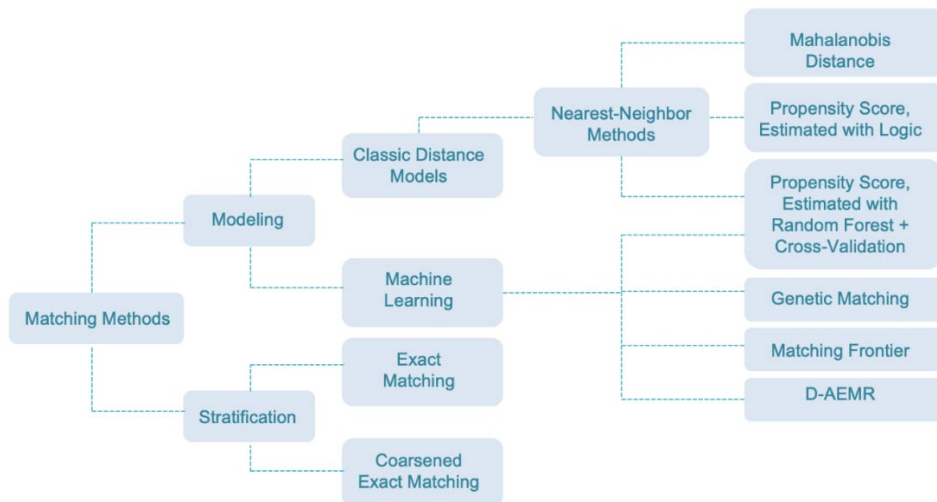 Matching Methods
Modeling
Stratification
Classic Distance
Models
Machine
Learning
Exact
Matching
Coarsened
Exact Matching
Nearest-Neighbor
Methods
Mahalanobis
Distance
Propensity Score,
Estimated with Logic
Propensity Score,
Estimated with
Random Forest +
Cross-Validation
Genetic Matching
Matching Frontier
D-AEMR